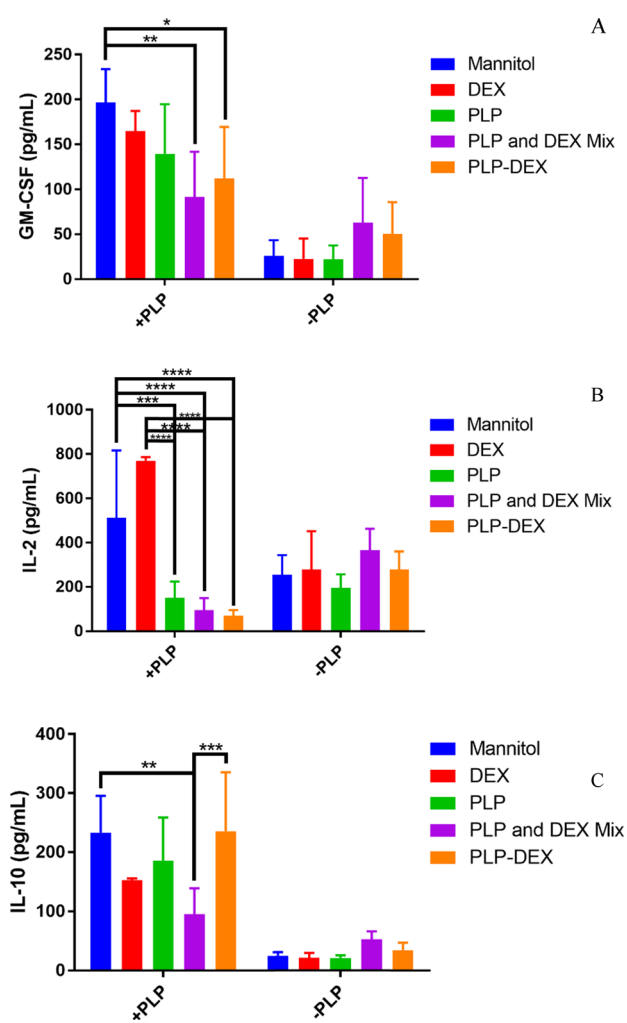 A
*
**
250
200
150
100
50
0
GM-CSF (pg/mL)
+PLP
-PLP
Mannitol
DEX
PLP
PLP and DEX Mix
PLP-DEX
B
****
****
***
****
****
****
1000
800
600
400
200
0
IL-2 (pg/mL)
+PLP
-PLP
Mannitol
DEX
PLP
PLP and DEX Mix
PLP-DEX
C
**
***
400
300
200
100
0
IL-10 (pg/mL)
+PLP
-PLP
Mannitol
DEX
PLP
PLP and DEX Mix
PLP-DEX